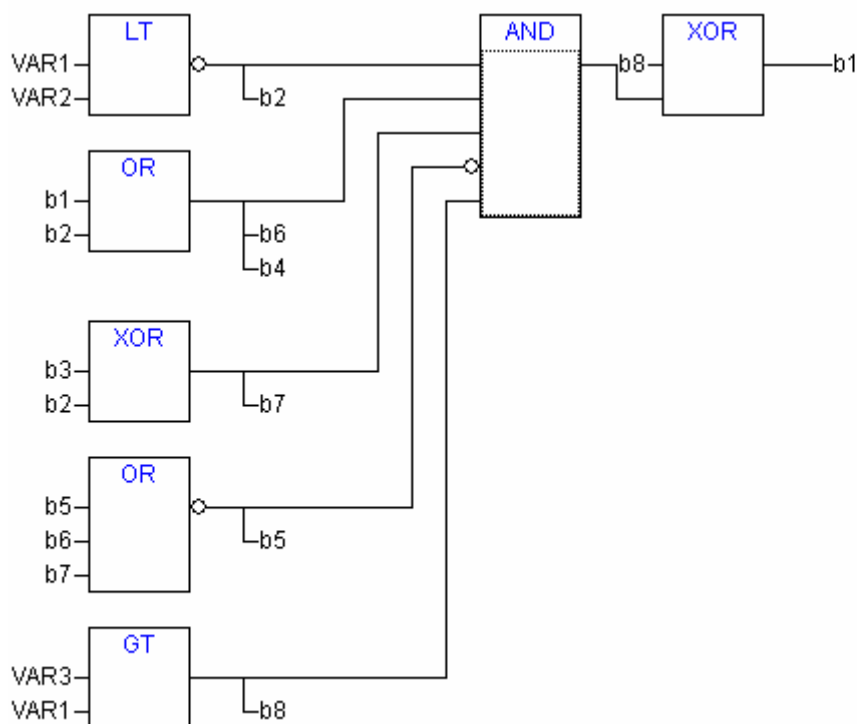 LT
AND
XOR
VAR1
b8
b1
VAR2
b2
OR
b1
b2
b6
b4
XOR
b3
b2
b7
OR
b5
b6
b5
b7
GT
VAR3
VAR1
b8